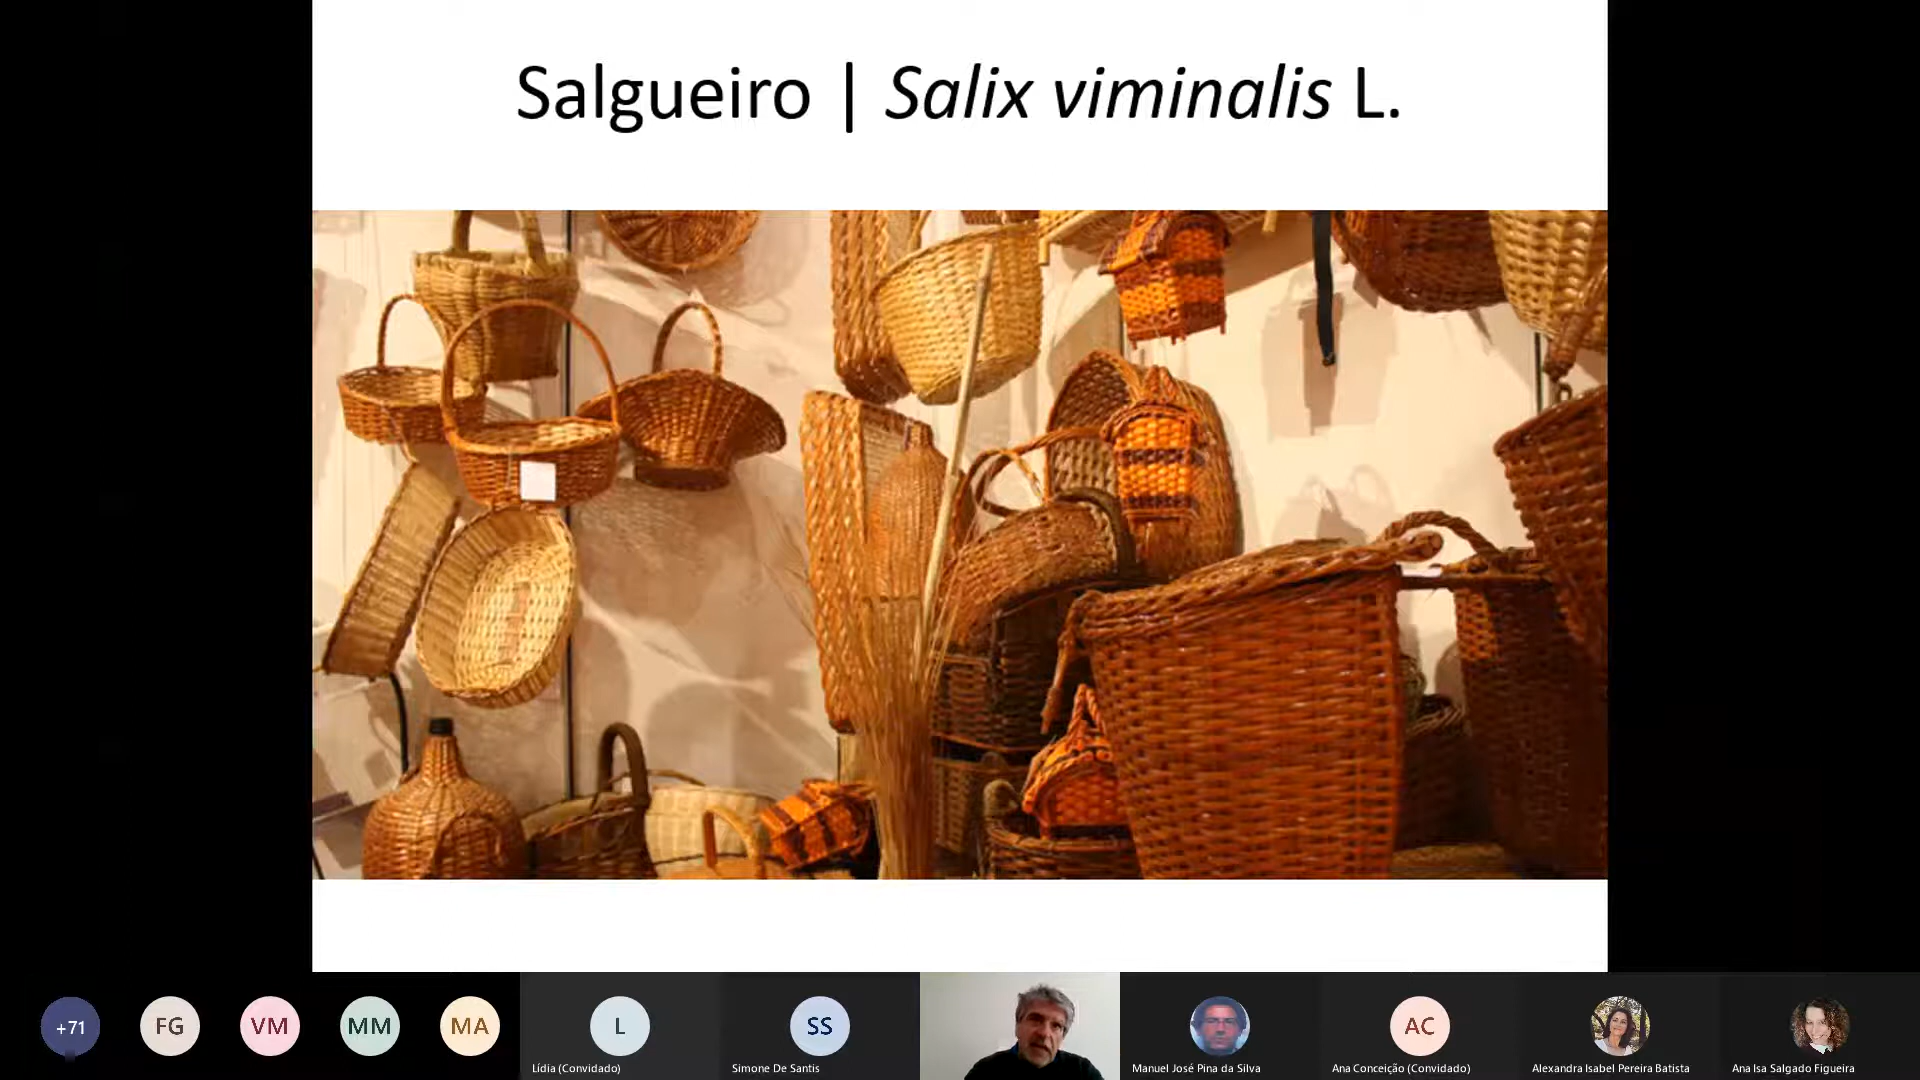 Salgueiro | Salix viminalis L.
+71
FG
VM
MM
MA
L
SS
AC
Lídia (Convidado)
Simone De Santis
Manuel José Pina da Silva
Ana Conceição (Convidado)
Alexandra Isabel Pereira Batista
Ana Isa Salgado Figueira